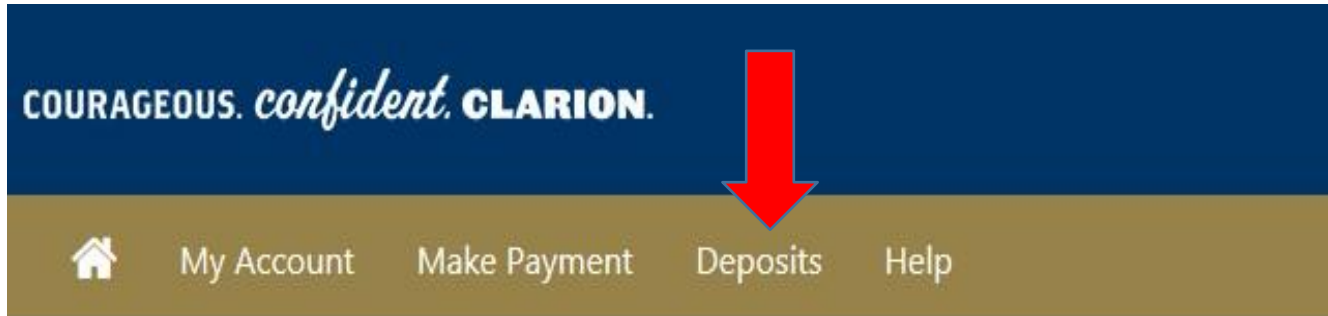 COURAGEOUS. confident. CLARION.
My Account Make Payment Deposits Help